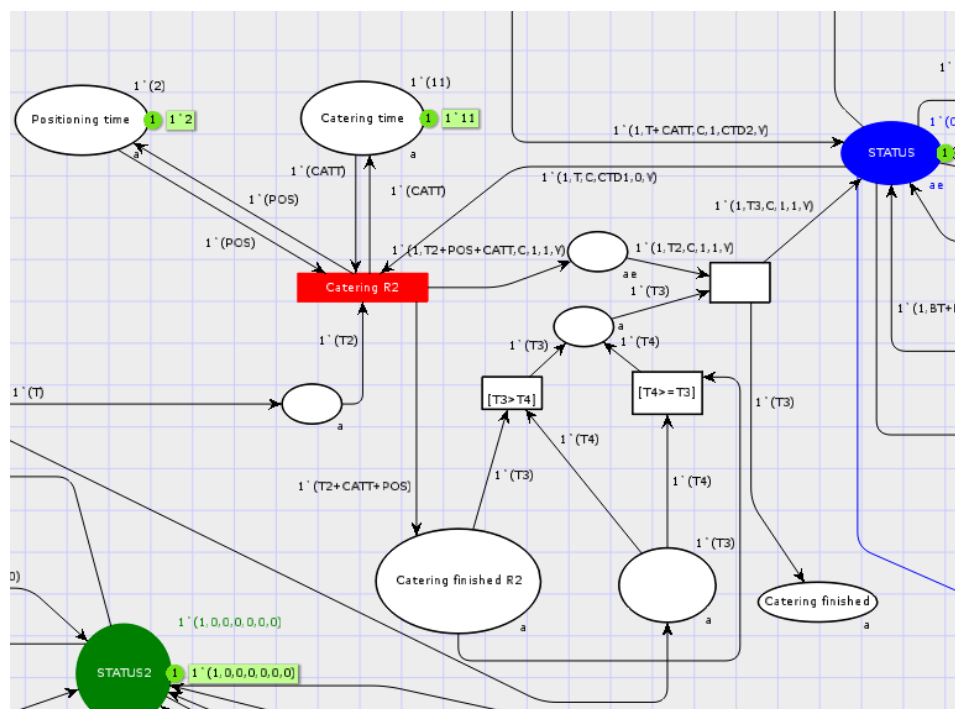 1`(2)
1`(11)
1`
Positioning time
1
1`2
Catering time
1
1`11
1`(1,T+CATT,C,1,CTD2,Y)
1`(0
STATUS
1
a
a
a e
1`(CATT)
1`(CATT)
1`(1,T,C,CTD1,0,Y)
1`(POS)
1`(1,T3,C,1,1,Y)
1`(POS)
1`(1,T2+POS+CATT,C,1,1,Y)
1`(1,T2,C,1,1,Y)
a e
Catering R2
1`(T3)
1`(1,BT+
a
1`(T2)
1`(T3)
1`(T4)
1`(T)
[T3>T4]
[T4>=T3]
1`(T3)
a
1`(T4)
1`(T3)
1`(T4)
1`(T2+CATT+POS)
1`(T3)
Catering finished R2
0)
Catering finished
a
a
a
1`(1,0,0,0,0,0,0)
STATUS2
1
1`(1,0,0,0,0,0,0)